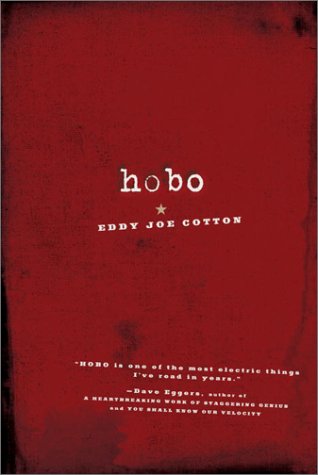 hobo
EDDY JOE COTTON
"HOBO is one of the most electric things
I've read in years."
—Dave Eggers, author of
A HEARTBREAKING WORK OF STAGGERING GENIUS
and YOU SHALL KNOW OUR VELOCITY